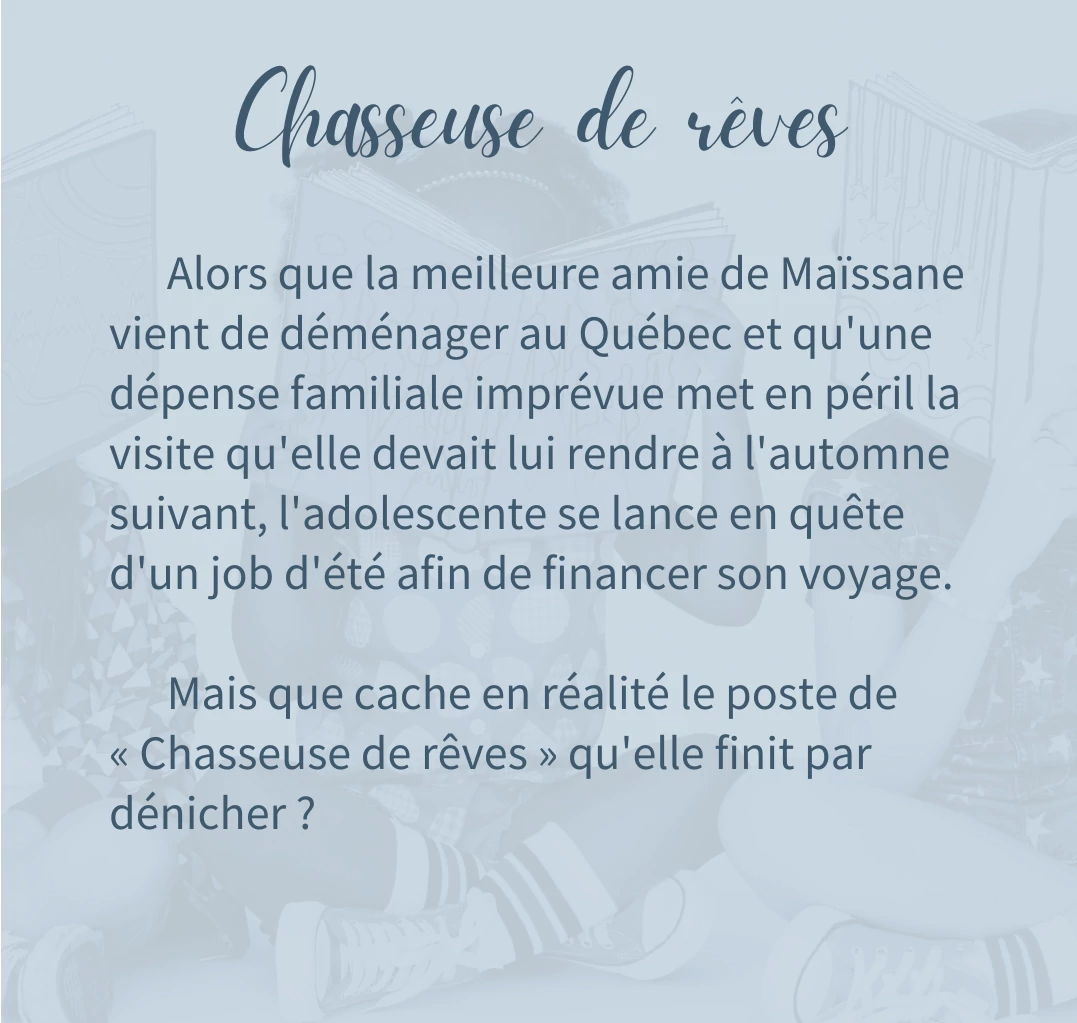 Chasseuse de rêves
Alors que la meilleure amie de Maïssane
vient de déménager au Québec et qu'une
dépense familiale imprévue met en péril la
visite qu'elle devait lui rendre à l'automne
suivant, l'adolescente se lance en quête
d'un job d'été afin de financer son voyage.
Mais que cache en réalité le poste de
« Chasseuse de rêves » qu'elle finit par
dénicher ?